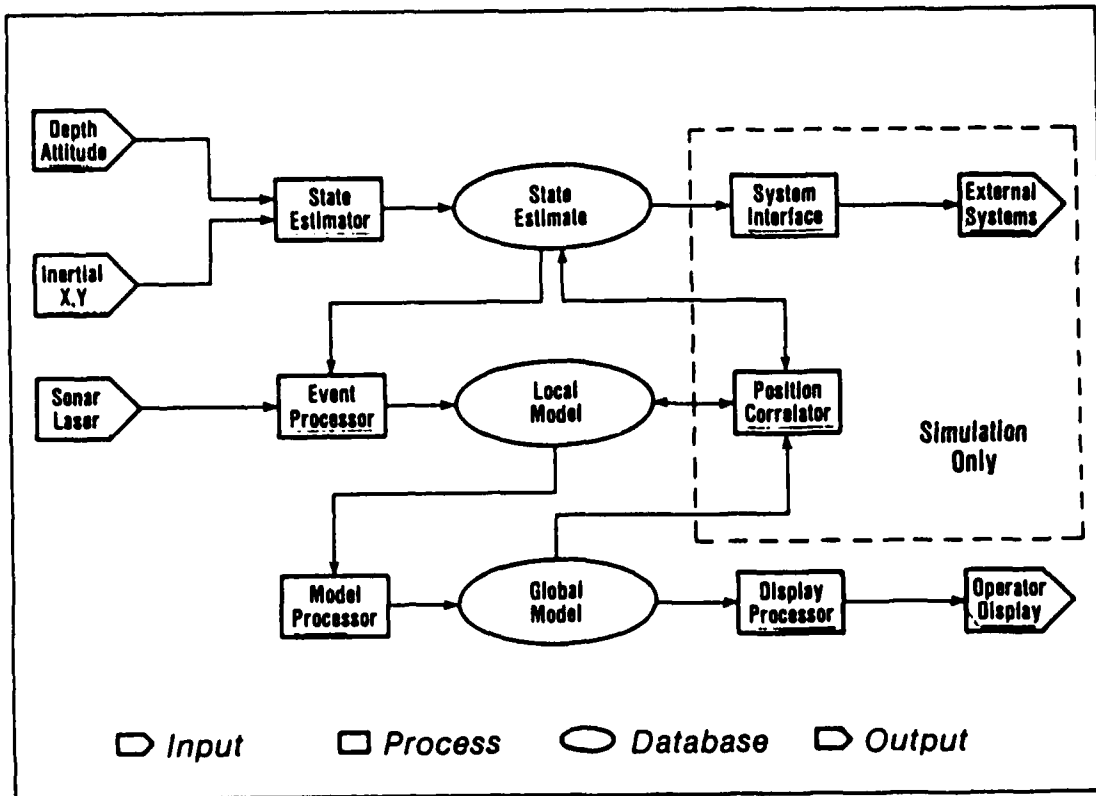 Depth
Attitude
State
Estimator
State
Estimate
System
Interface
External
Systems
Inertial
X,Y
Sonar
Laser
Event
Processor
Local
Model
Position
Correlator
Simulation
Only
Model
Processor
Global
Model
Display
Processor
Operator
Display
Input
Process
Database
Output